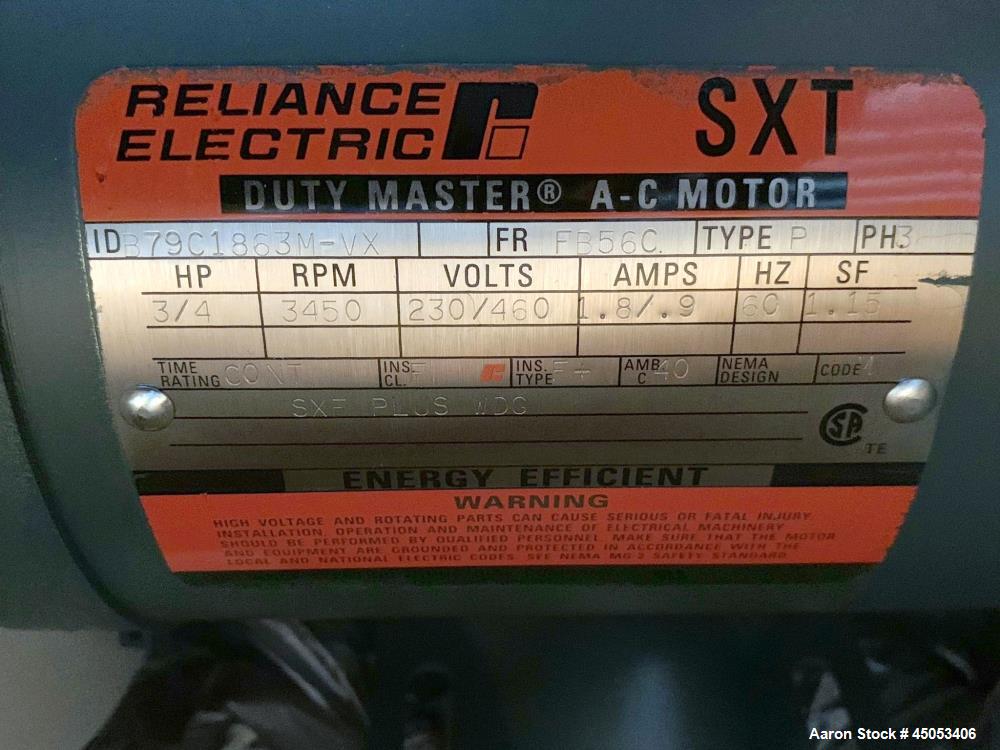 RELIANCE ELECTRIC SXT
DUTY MASTER® A-C MOTOR
ID B79C1863M-VX FR FB56C TYPE P PH 3
HP RPM VOLTS AMPS HZ SF
3/4 3450 230/460 1.8/.9 60 1.15
TIME RATING CONT INS. CL. F INS. TYPE F+ AMB C 40 NEMA DESIGN CODE
SXF PLUS WDG
CSA TE
ENERGY EFFICIENT
WARNING
HIGH VOLTAGE AND ROTATING PARTS CAN CAUSE SERIOUS OR FATAL INJURY.
INSTALLATION, OPERATION AND MAINTENANCE OF ELECTRICAL MACHINERY
SHOULD BE PERFORMED BY QUALIFIED PERSONNEL. MAKE SURE THAT THE MOTOR
AND EQUIPMENT ARE GROUNDED AND PROTECTED IN ACCORDANCE WITH THE
LOCAL AND NATIONAL ELECTRIC CODES. SEE NEMA MG-2 SAFETY STANDARD.
Aaron Stock # 45053406